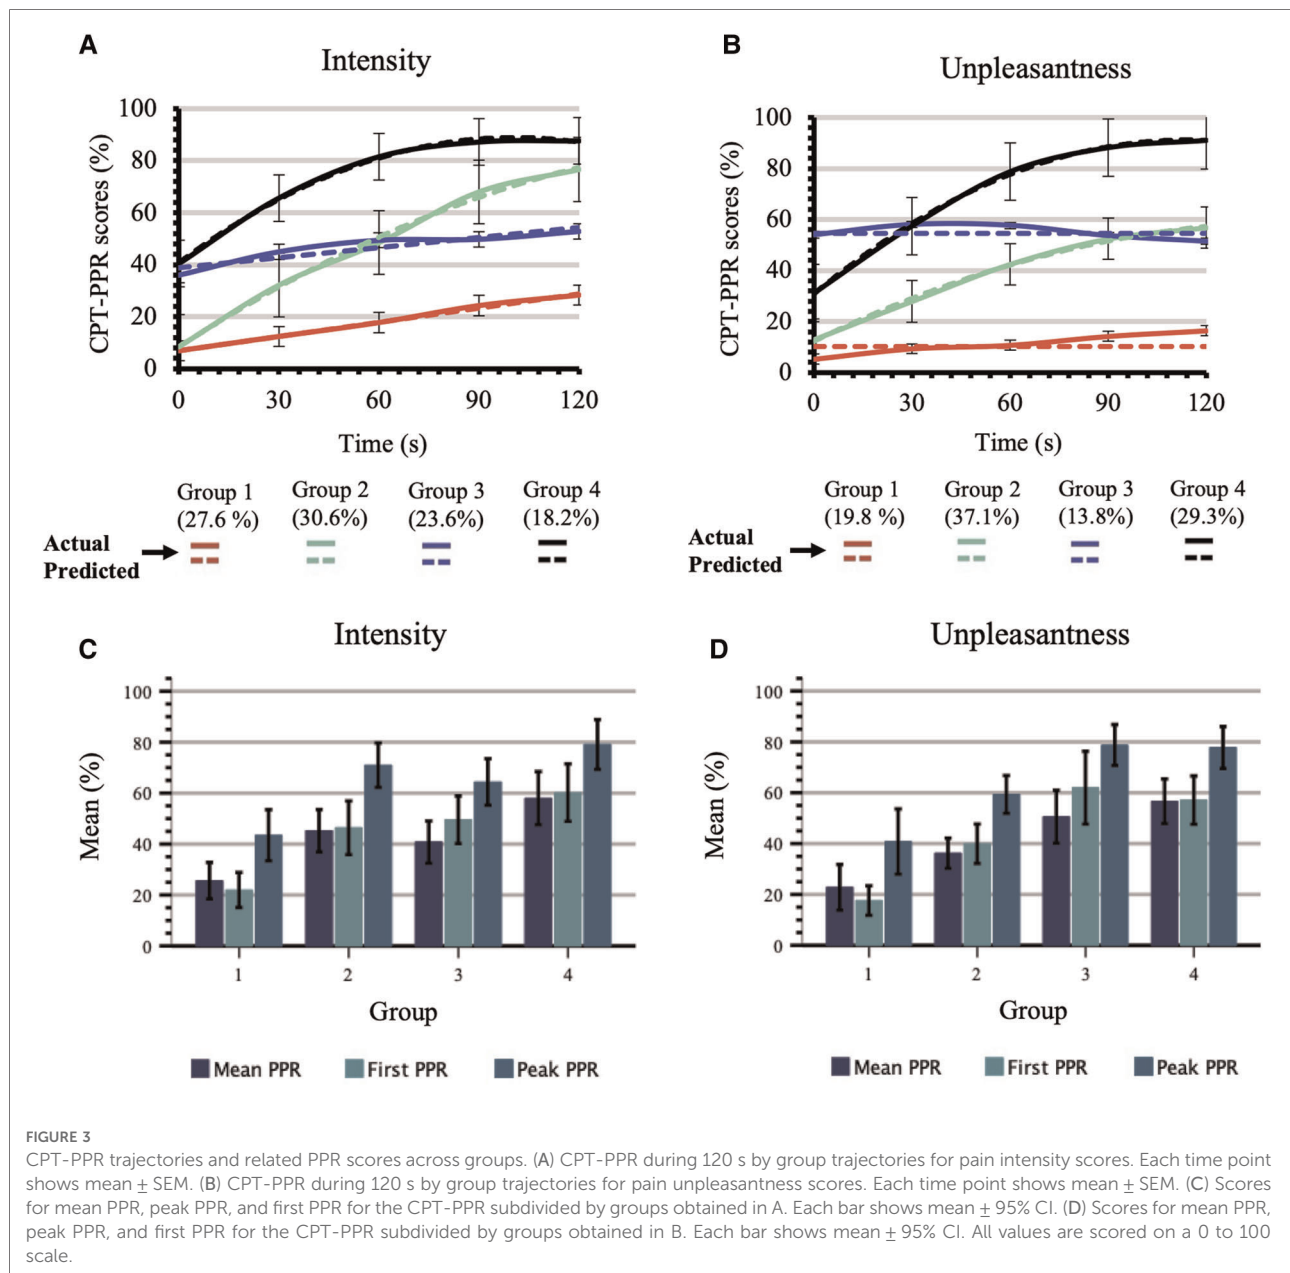 A
Intensity
100
80
60
40
20
0
CPT-PPR scores (%)
0 30 60 90 120
Time (s)
Group 1 Group 2 Group 3 Group 4
(27.6 %) (30.6%) (23.6%) (18.2%)
Actual
Predicted
B
Unpleasantness
100
80
60
40
20
0
CPT-PPR scores (%)
0 30 60 90 120
Time (s)
Group 1 Group 2 Group 3 Group 4
(19.8 %) (37.1%) (13.8%) (29.3%)
Actual
Predicted
C
Intensity
100
80
60
40
20
0
Mean (%)
1 2 3 4
Group
Mean PPR First PPR Peak PPR
D
Unpleasantness
100
80
60
40
20
0
Mean (%)
1 2 3 4
Group
Mean PPR First PPR Peak PPR
FIGURE 3
CPT-PPR trajectories and related PPR scores across groups. (A) CPT-PPR during 120 s by group trajectories for pain intensity scores. Each time point
shows mean ± SEM. (B) CPT-PPR during 120 s by group trajectories for pain unpleasantness scores. Each time point shows mean ± SEM. (C) Scores
for mean PPR, peak PPR, and first PPR for the CPT-PPR subdivided by groups obtained in A. Each bar shows mean ± 95% CI. (D) Scores for mean PPR,
peak PPR, and first PPR for the CPT-PPR subdivided by groups obtained in B. Each bar shows mean ± 95% CI. All values are scored on a 0 to 100
scale.